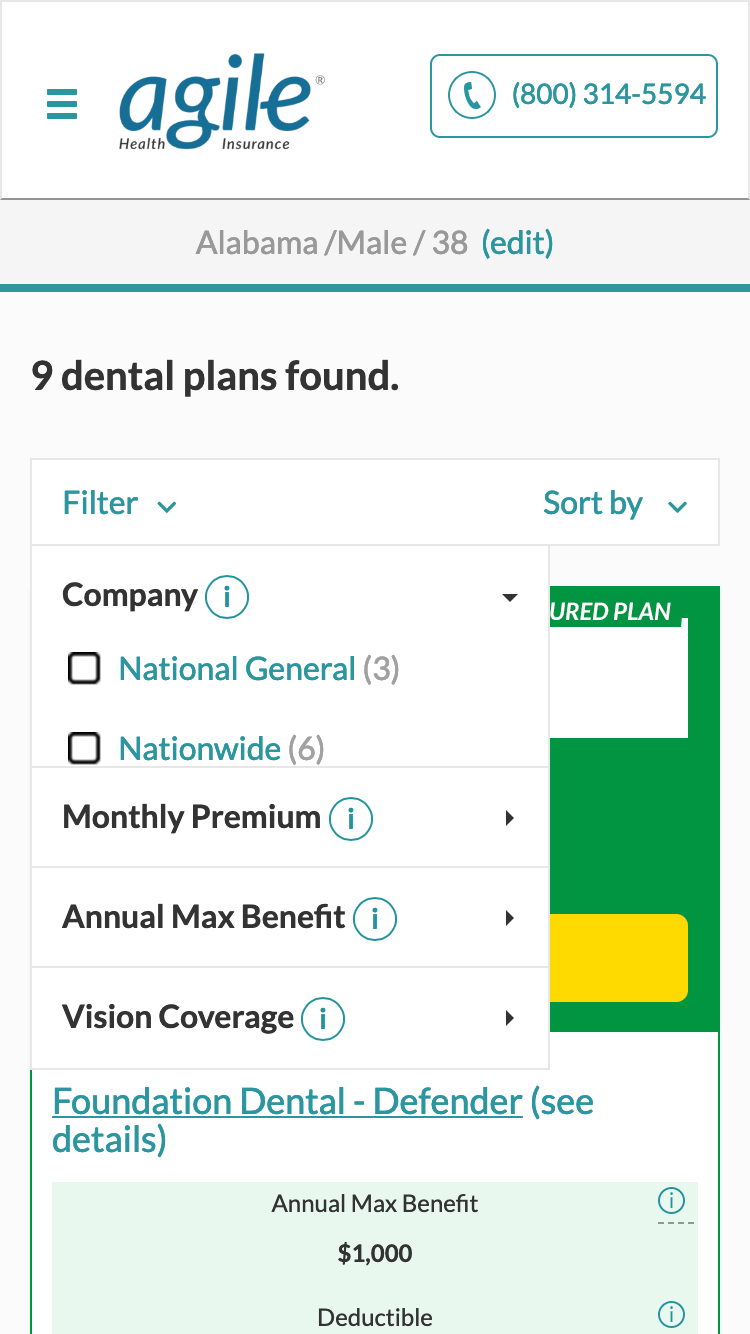 agile®
Health Insurance
(800) 314-5594
Alabama /Male / 38 (edit)
9 dental plans found.
Filter
Sort by
Company i
URED PLAN
National General (3)
Nationwide (6)
Monthly Premium i
Annual Max Benefit i
Vision Coverage i
Foundation Dental - Defender (see
details)
Annual Max Benefit i
$1,000
Deductible i